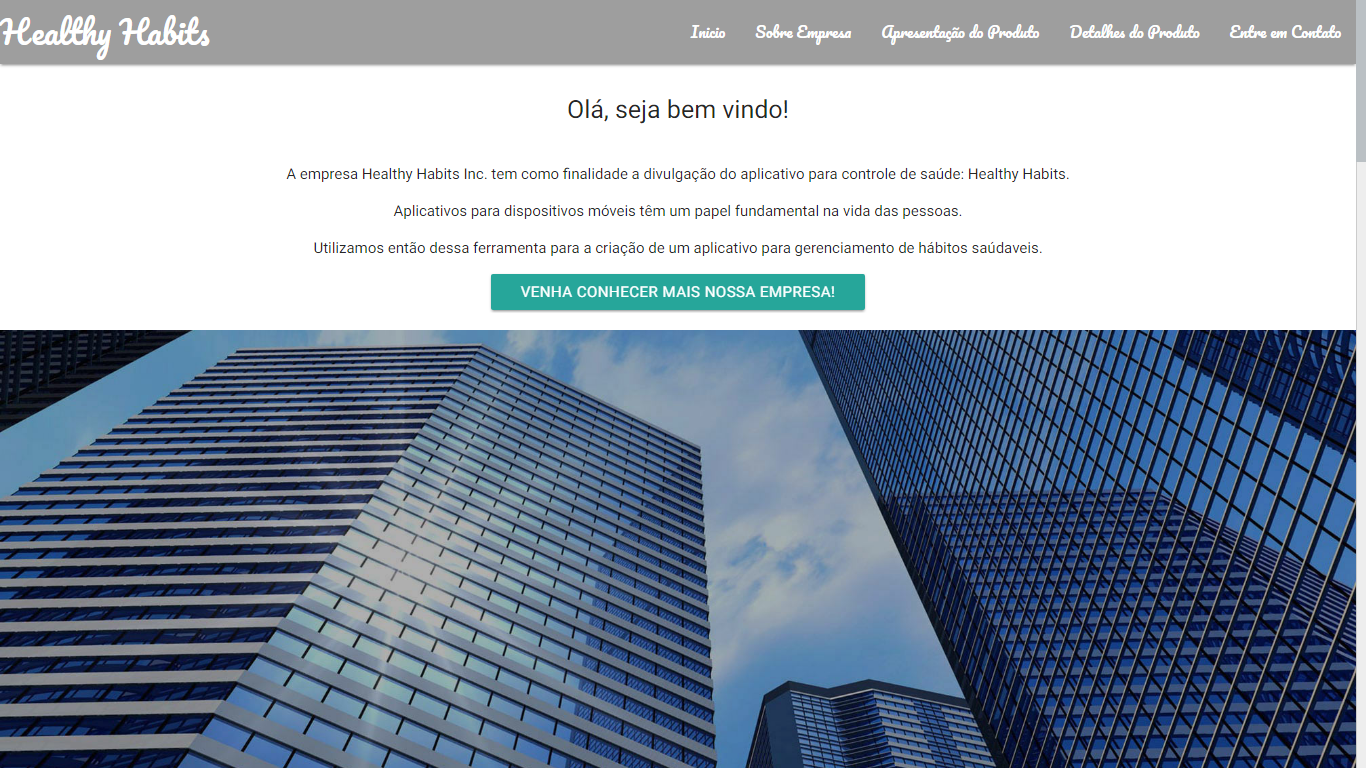 Healthy Habits
Inicio Sobre Empresa Apresentação do Produto Detalhes do Produto Entre em Contato
Olá, seja bem vindo!
A empresa Healthy Habits Inc. tem como finalidade a divulgação do aplicativo para controle de saúde: Healthy Habits.
Aplicativos para dispositivos móveis têm um papel fundamental na vida das pessoas.
Utilizamos então dessa ferramenta para a criação de um aplicativo para gerenciamento de hábitos saúdaveis.
VENHA CONHECER MAIS NOSSA EMPRESA!